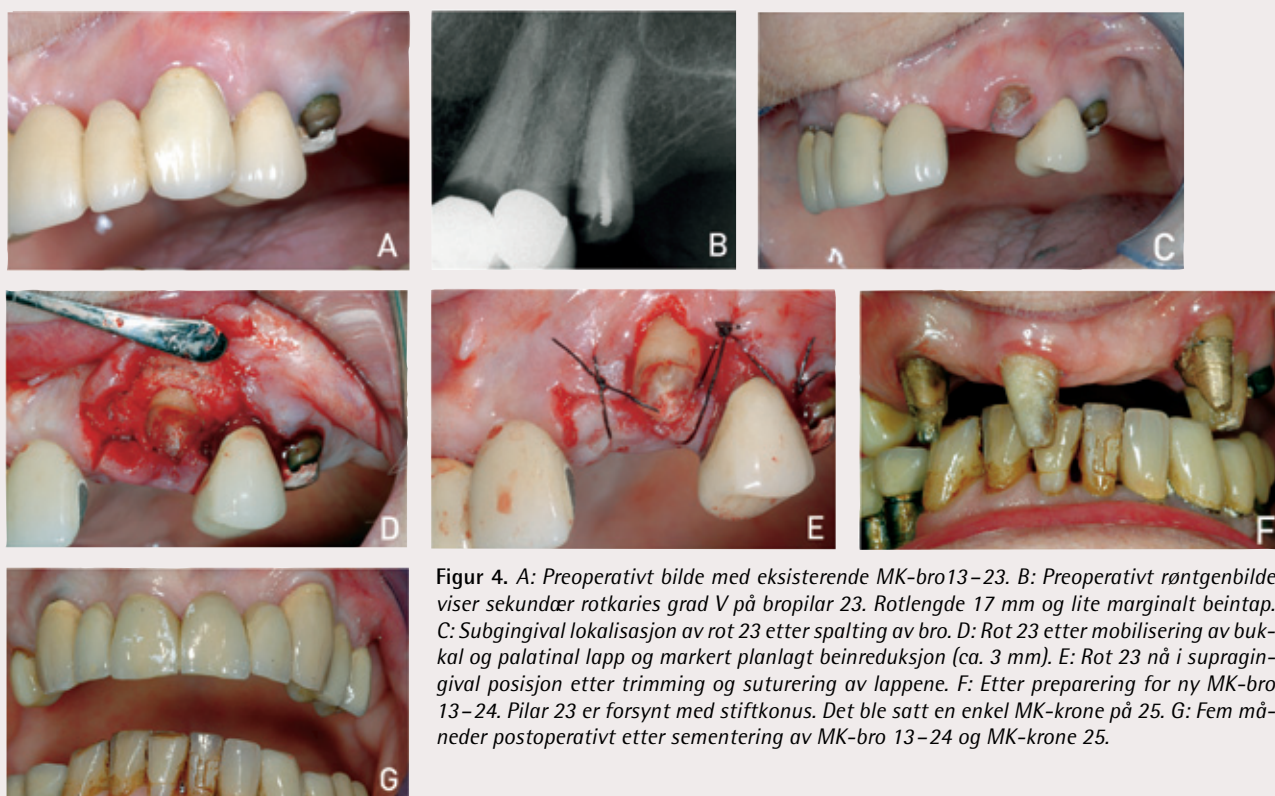 A
B
C
D
E
F
G
Figur 4. A: Preoperativt bilde med eksisterende MK-bro13–23. B: Preoperativt røntgenbilde
viser sekundær rotkaries grad V på bropilar 23. Rotlengde 17 mm og lite marginalt beintap.
C: Subgingival lokalisasjon av rot 23 etter spalting av bro. D: Rot 23 etter mobilisering av buk-
kal og palatinal lapp og markert planlagt beinreduksjon (ca. 3 mm). E: Rot 23 nå i supragin-
gival posisjon etter trimming og suturering av lappene. F: Etter preparering for ny MK-bro
13–24. Pilar 23 er forsynt med stiftkonus. Det ble satt en enkel MK-krone på 25. G: Fem må-
neder postoperativt etter sementering av MK-bro 13–24 og MK-krone 25.